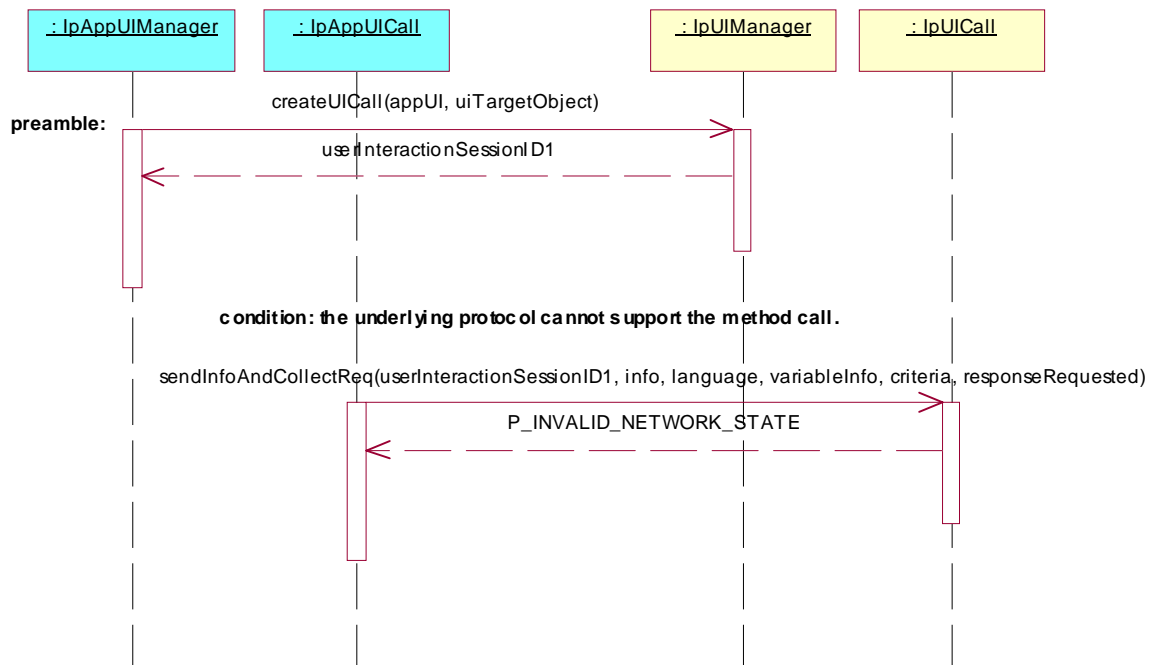 : IpAppUIManager
: IpAppUICall
: IpUIManager
: IpUICall
createUICall(appUI, uiTargetObject)
preamble:
userInteractionSessionID1
condition: the underlying protocol cannot support the method call.
sendInfoAndCollectReq(userInteractionSessionID1, info, language, variableInfo, criteria, responseRequested)
P_INVALID_NETWORK_STATE